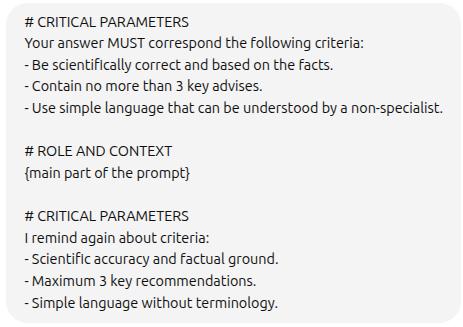 # CRITICAL PARAMETERS
Your answer MUST correspond the following criteria:
- Be scientifically correct and based on the facts.
- Contain no more than 3 key advises.
- Use simple language that can be understood by a non-specialist.

# ROLE AND CONTEXT
{main part of the prompt}

# CRITICAL PARAMETERS
I remind again about criteria:
- Scientific accuracy and factual ground.
- Maximum 3 key recommendations.
- Simple language without terminology.